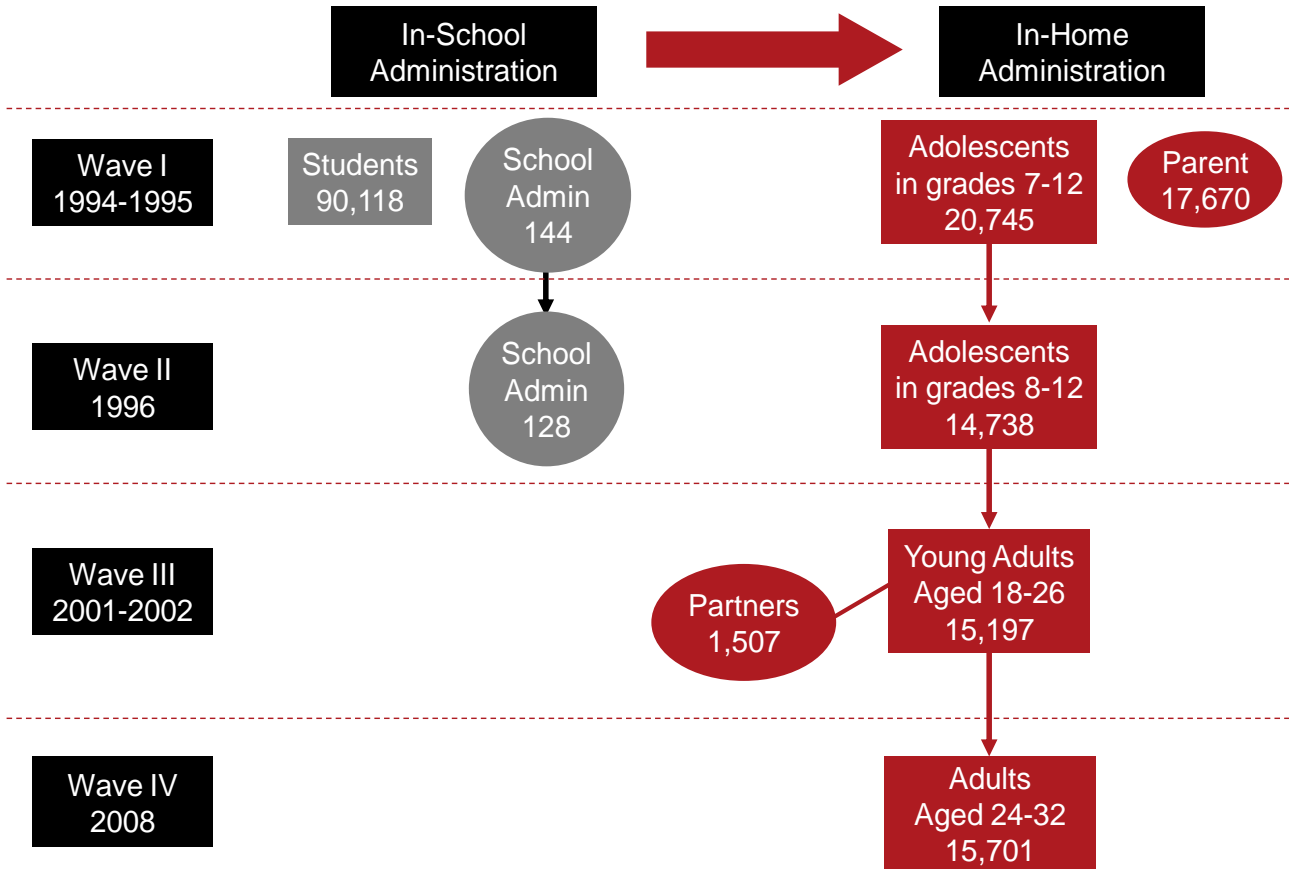 In-School
Administration
In-Home
Administration
Wave I
1994-1995
Students
90,118
School
Admin
144
Adolescents
in grades 7-12
20,745
Parent
17,670
Wave II
1996
School
Admin
128
Adolescents
in grades 8-12
14,738
Wave III
2001-2002
Partners
1,507
Young Adults
Aged 18-26
15,197
Wave IV
2008
Adults
Aged 24-32
15,701